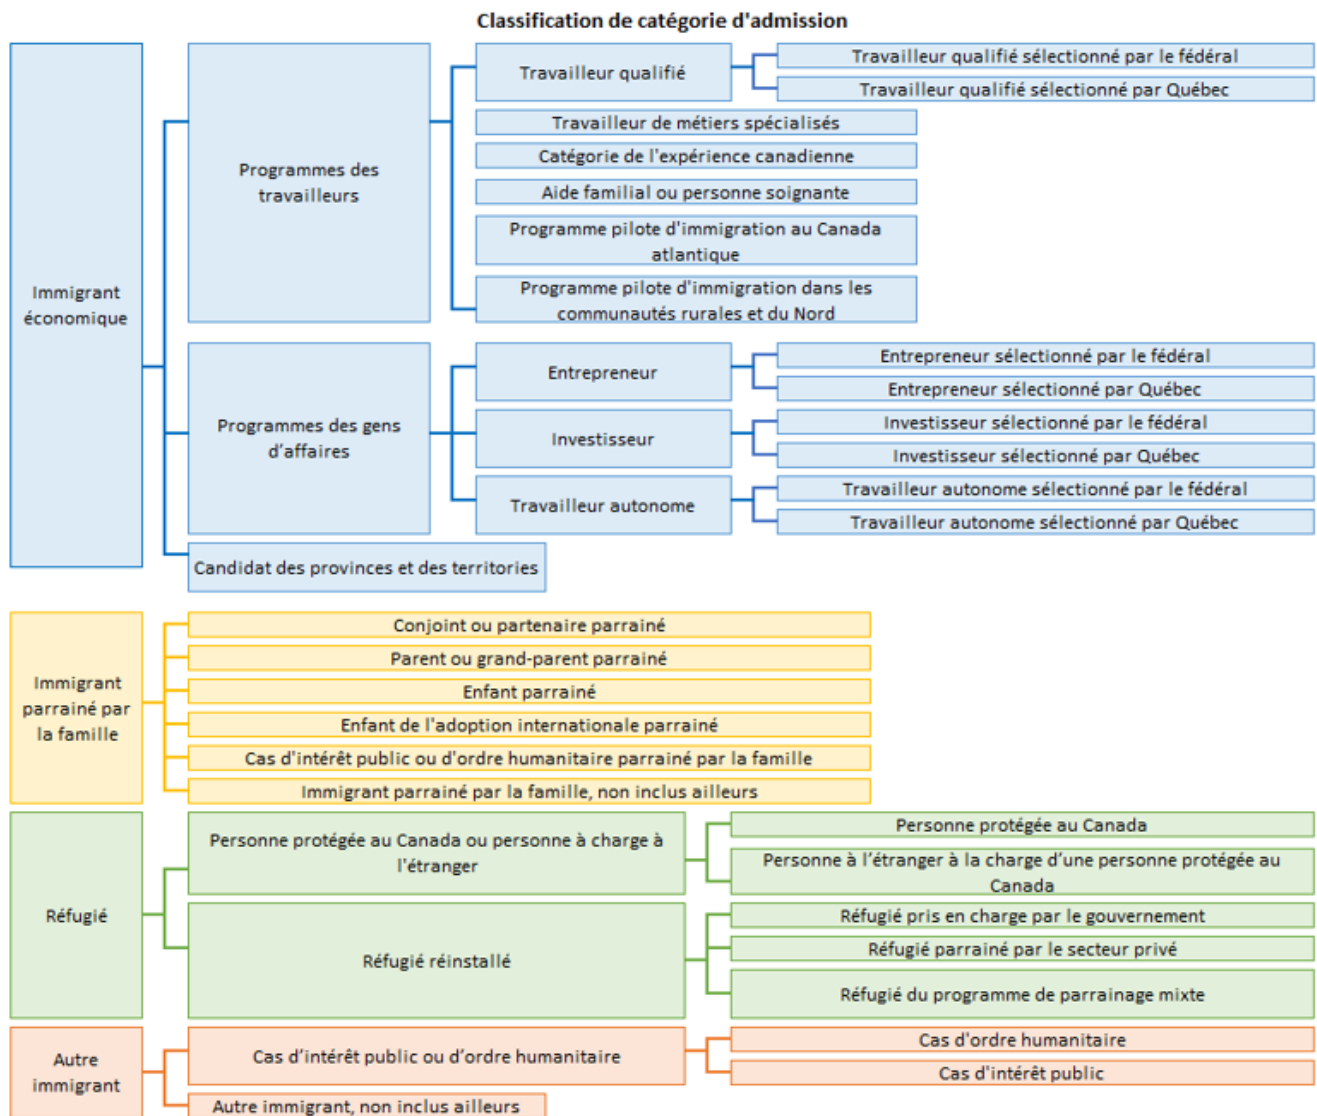 Classification de catégorie d'admission
Immigrant
économique
Programmes des
travailleurs
Travailleur qualifié
Travailleur qualifié sélectionné par le fédéral
Travailleur qualifié sélectionné par Québec
Travailleur de métiers spécialisés
Catégorie de l'expérience canadienne
Aide familial ou personne soignante
Programme pilote d'immigration au Canada
atlantique
Programme pilote d'immigration dans les
communautés rurales et du Nord
Programmes des gens
d’affaires
Entrepreneur
Entrepreneur sélectionné par le fédéral
Entrepreneur sélectionné par Québec
Investisseur
Investisseur sélectionné par le fédéral
Investisseur sélectionné par Québec
Travailleur autonome
Travailleur autonome sélectionné par le fédéral
Travailleur autonome sélectionné par Québec
Candidat des provinces et des territories
Immigrant
parrainé par
la famille
Conjoint ou partenaire parrainé
Parent ou grand-parent parrainé
Enfant parrainé
Enfant de l'adoption internationale parrainé
Cas d'intérêt public ou d'ordre humanitaire parrainé par la famille
Immigrant parrainé par la famille, non inclus ailleurs
Réfugié
Personne protégée au Canada ou personne à charge à
l'étranger
Personne protégée au Canada
Personne à l’étranger à la charge d’une personne protégée au
Canada
Réfugié réinstallé
Réfugié pris en charge par le gouvernement
Réfugié parrainé par le secteur privé
Réfugié du programme de parrainage mixte
Autre
immigrant
Cas d’intérêt public ou d’ordre humanitaire
Cas d'ordre humanitaire
Cas d'intérêt public
Autre immigrant, non inclus ailleurs